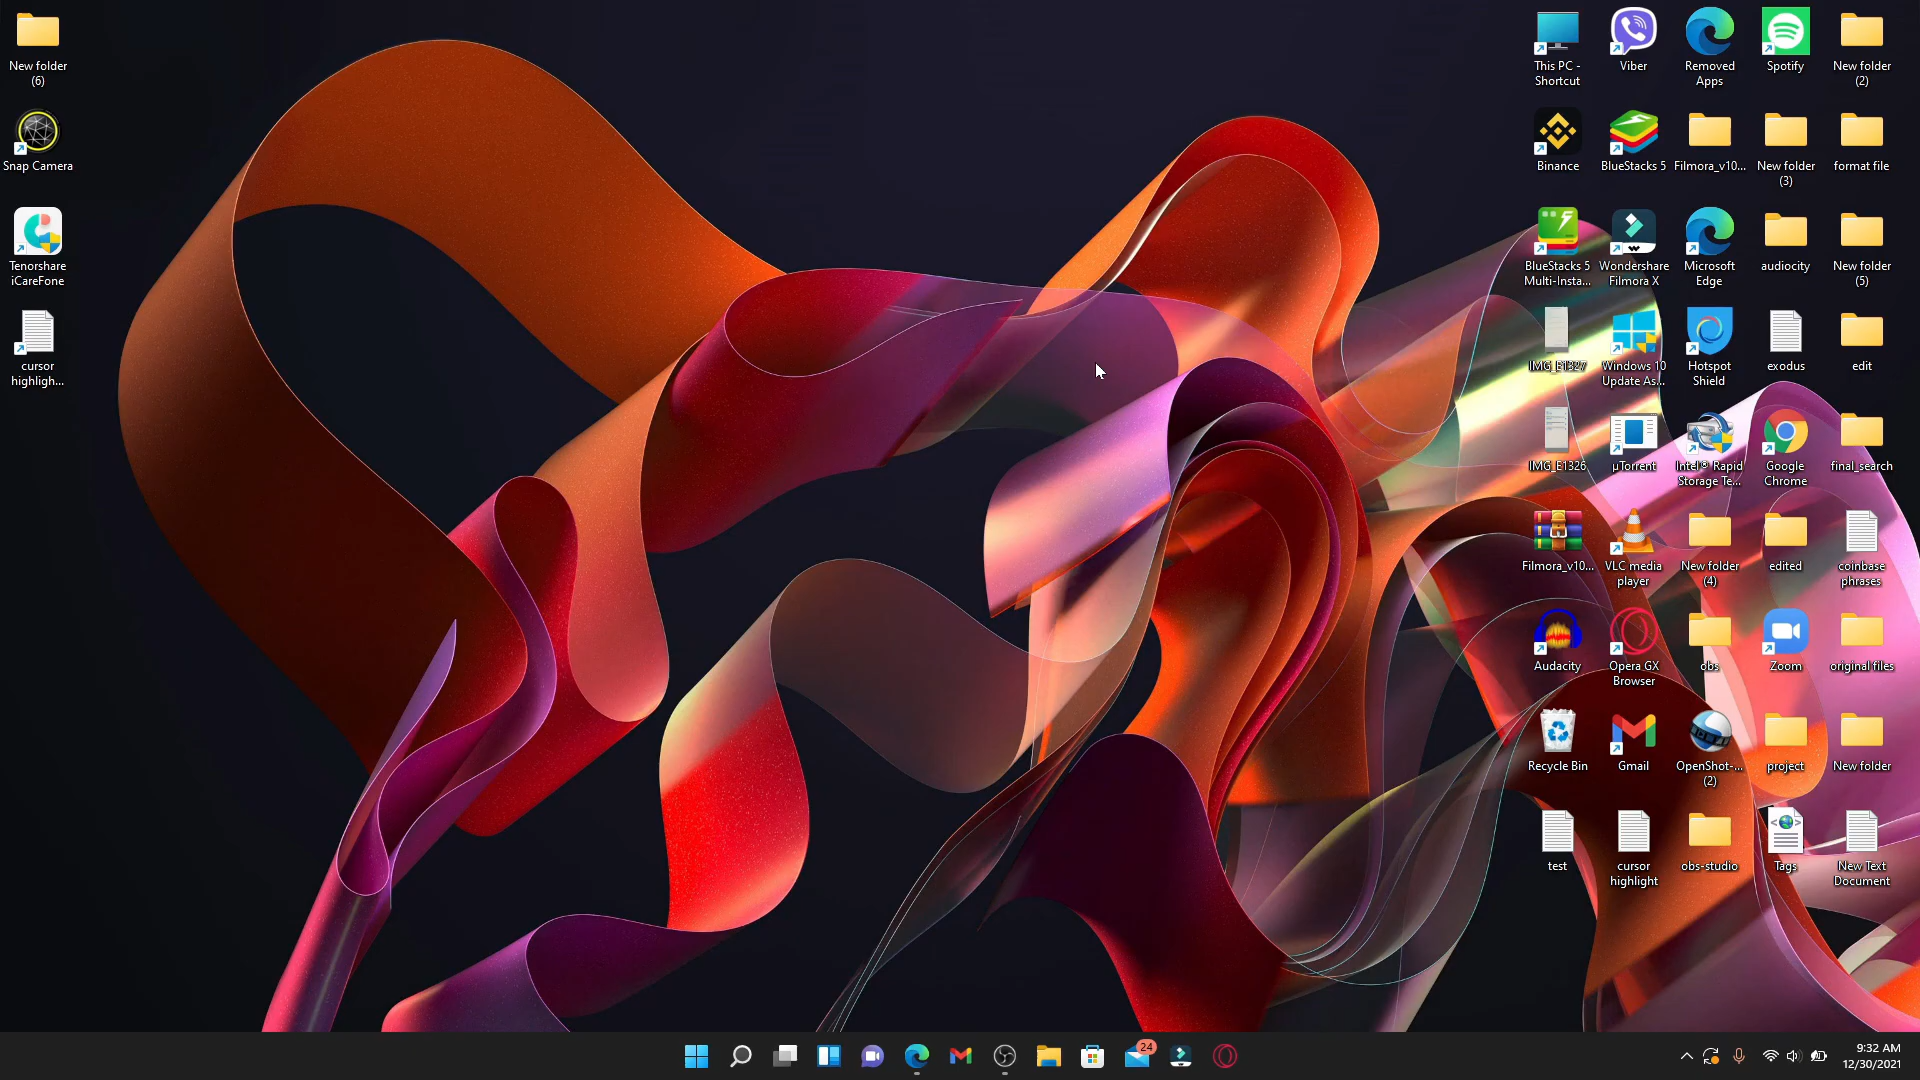 New folder
(6)
Snap Camera
Tenorshare
iCareFone
cursor
highligh...
This PC -
Shortcut
Viber
Removed
Apps
Spotify
New folder
(2)
Binance
BlueStacks 5
Filmora_v10...
New folder
(3)
format file
BlueStacks 5
Multi-Insta...
Wondershare
Filmora X
Microsoft
Edge
audiocity
New folder
(5)
IMG_E1327
Windows 10
Update As...
Hotspot
Shield
exodus
edit
IMG_E1326
µTorrent
Intel® Rapid
Storage Te...
Google
Chrome
final_search
Filmora_v10...
VLC media
player
New folder
(4)
edited
coinbase
phrases
Audacity
Opera GX
Browser
obs
Zoom
original files
Recycle Bin
Gmail
OpenShot-...
(2)
project
New folder
test
cursor
highlight
obs-studio
Tags
New Text
Document
24
9:32 AM
12/30/2021